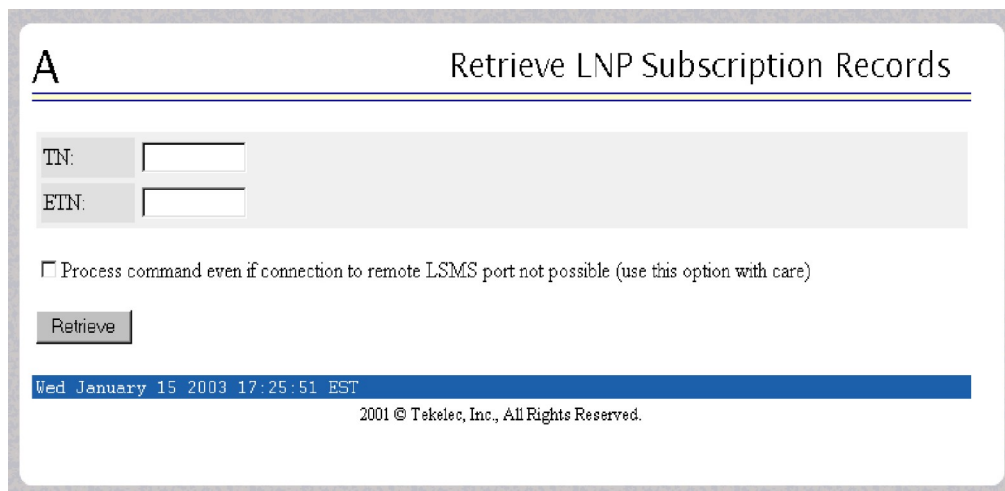 A Retrieve LNP Subscription Records
TN:
ETN:
Process command even if connection to remote LSMS port not possible (use this option with care)
Retrieve
Wed January 15 2003 17:25:51 EST
2001 © Tekelec, Inc., All Rights Reserved.